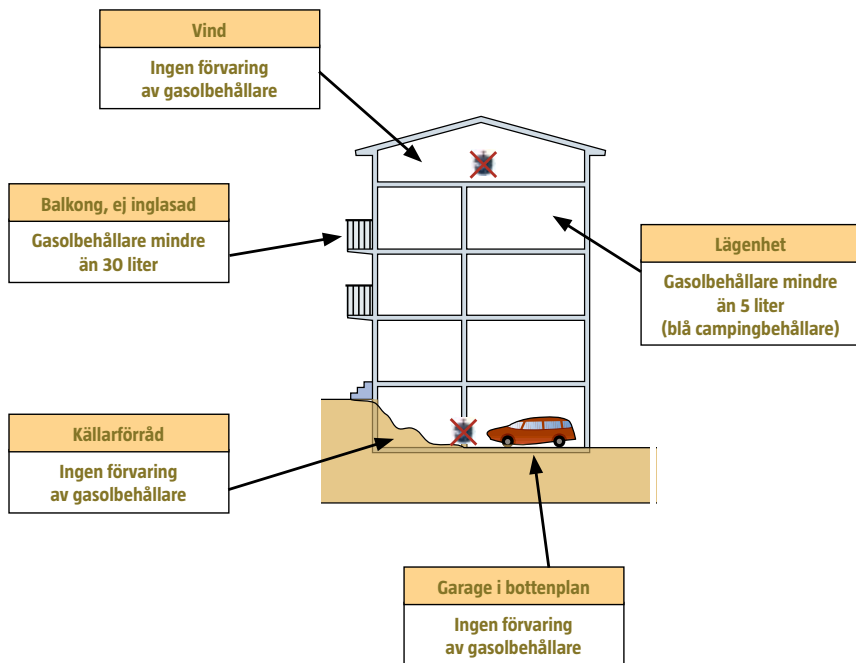 Vind
Ingen förvaring
av gasolbehållare
Balkong, ej inglasad
Gasolbehållare mindre
än 30 liter
Lägenhet
Gasolbehållare mindre
än 5 liter
(blå campingbehållare)
Källarförråd
Ingen förvaring
av gasolbehållare
Garage i bottenplan
Ingen förvaring
av gasolbehållare